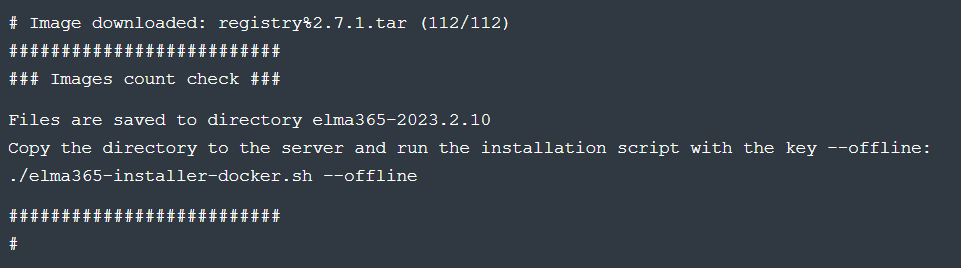 # Image downloaded: registry%2.7.1.tar (112/112)
##########################
### Images count check ###
Files are saved to directory elma365-2023.2.10
Copy the directory to the server and run the installation script with the key --offline:
./elma365-installer-docker.sh --offline
##########################
#